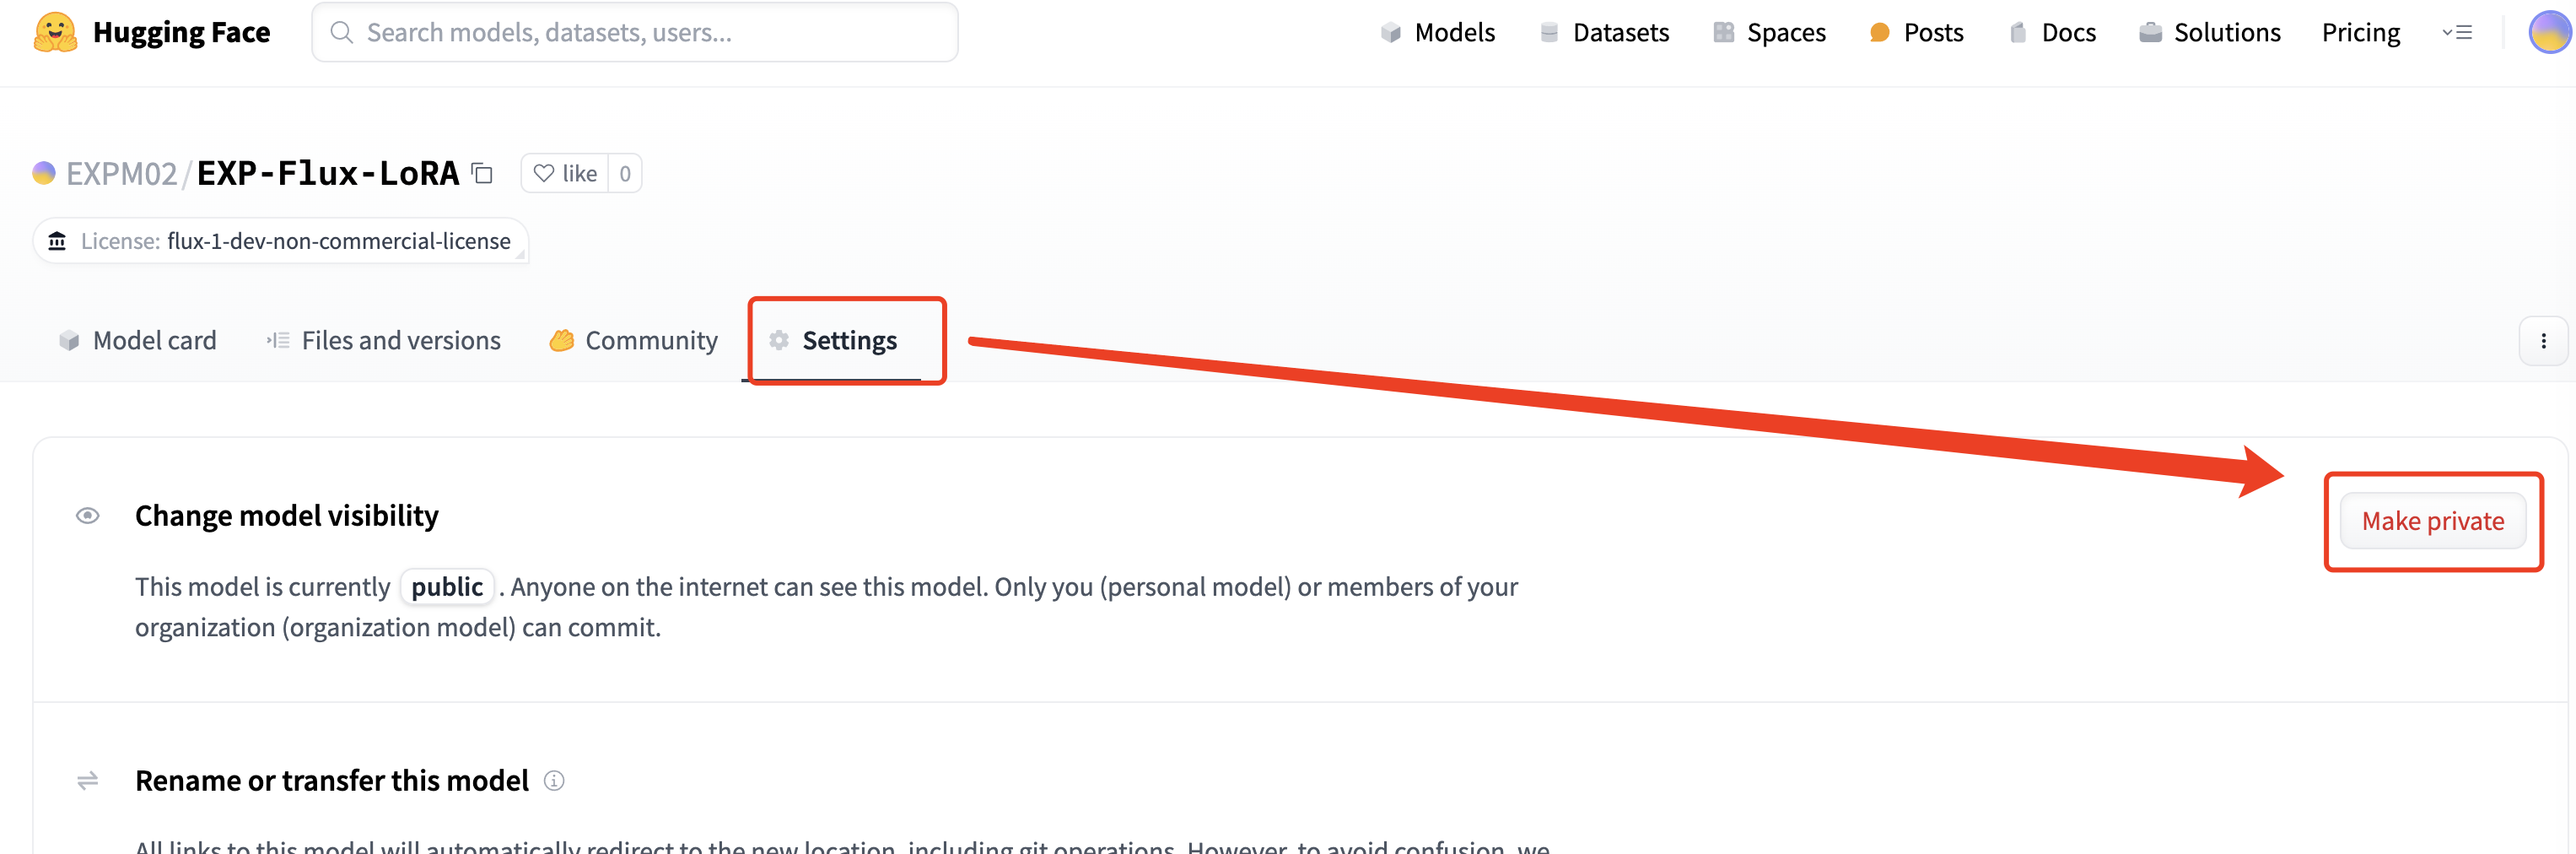 Hugging Face
Search models, datasets, users...
Models
Datasets
Spaces
Posts
Docs
Solutions
Pricing
EXPM02/EXP-Flux-LoRA
like
0
License: flux-1-dev-non-commercial-license
Model card
Files and versions
Community
Settings
Change model visibility
Make private
This model is currently public . Anyone on the internet can see this model. Only you (personal model) or members of your
organization (organization model) can commit.
Rename or transfer this model
All links to this model will automatically redirect to the new location, including git operations. However, to avoid confusion, we